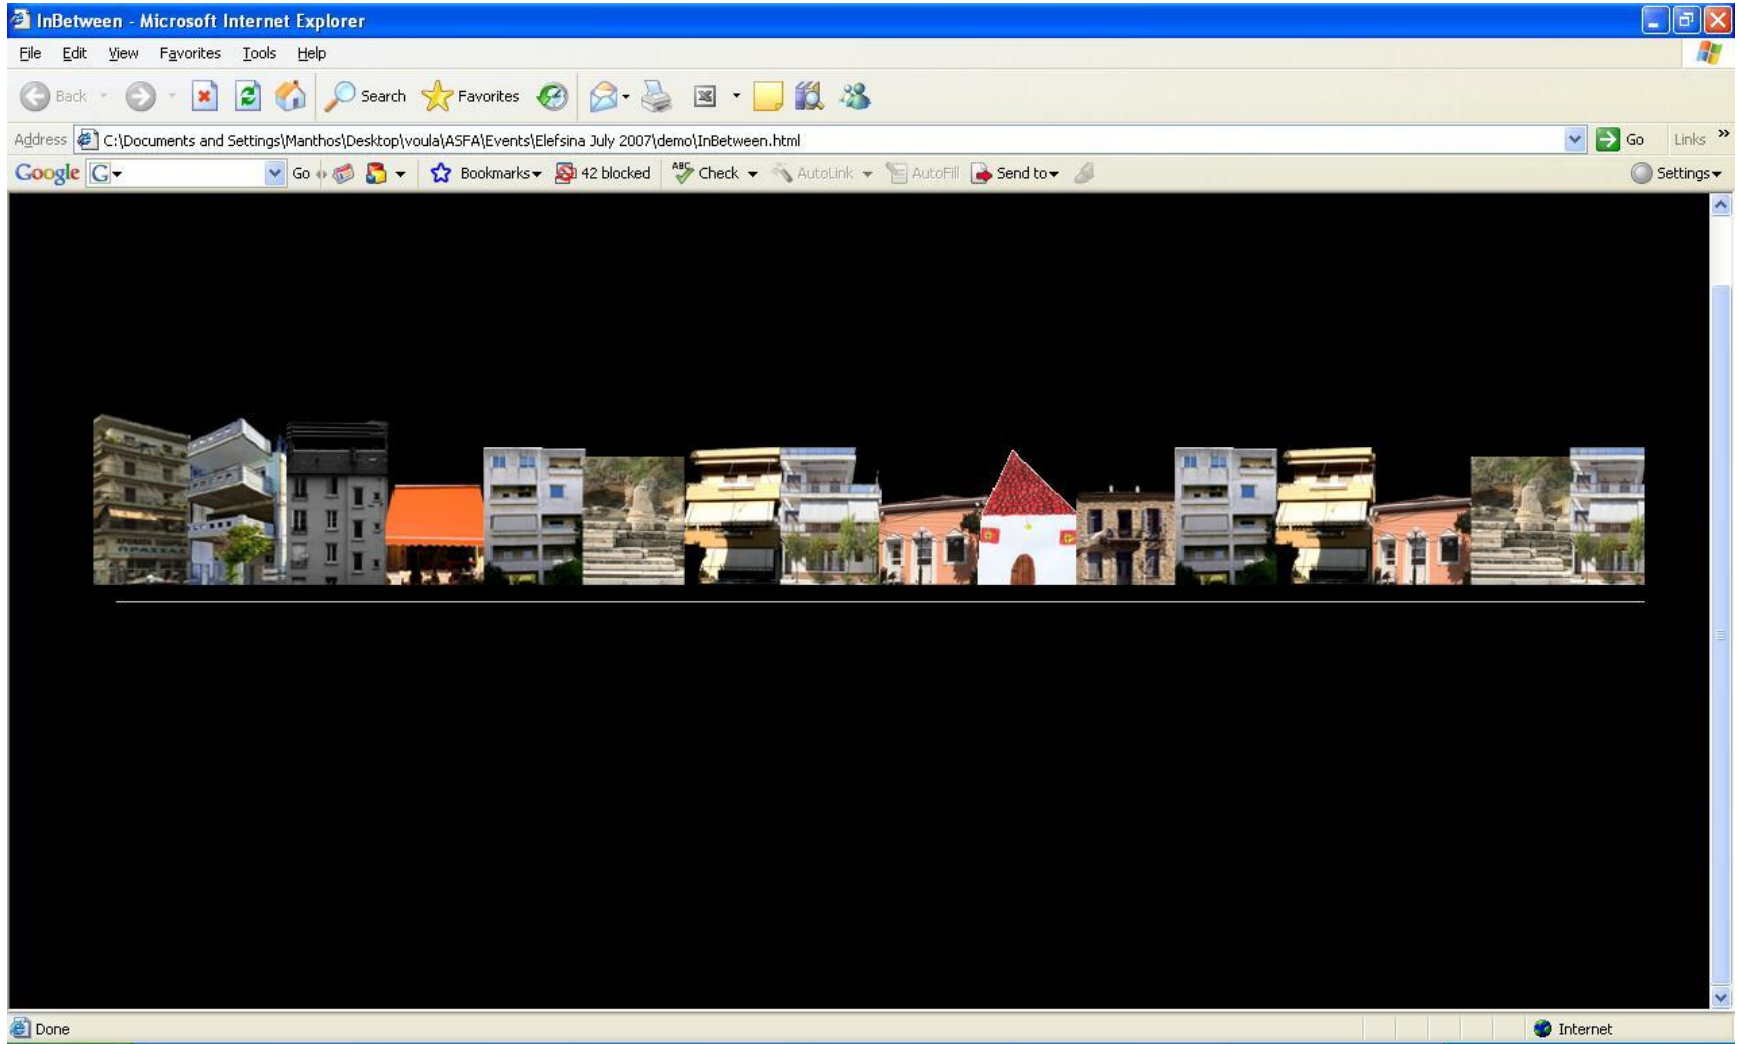 InBetween - Microsoft Internet Explorer
File Edit View Favorites Tools Help
Back Search Favorites
Address C:\Documents and Settings\Manthos\Desktop\voula\ASFA\Events\Elefsina July 2007\demo\InBetween.html Go Links »
Google G Go Bookmarks 42 blocked ABC Check AutoLink AutoFill Send to Settings
ΠΡΑΞΕΑΣ
Done Internet